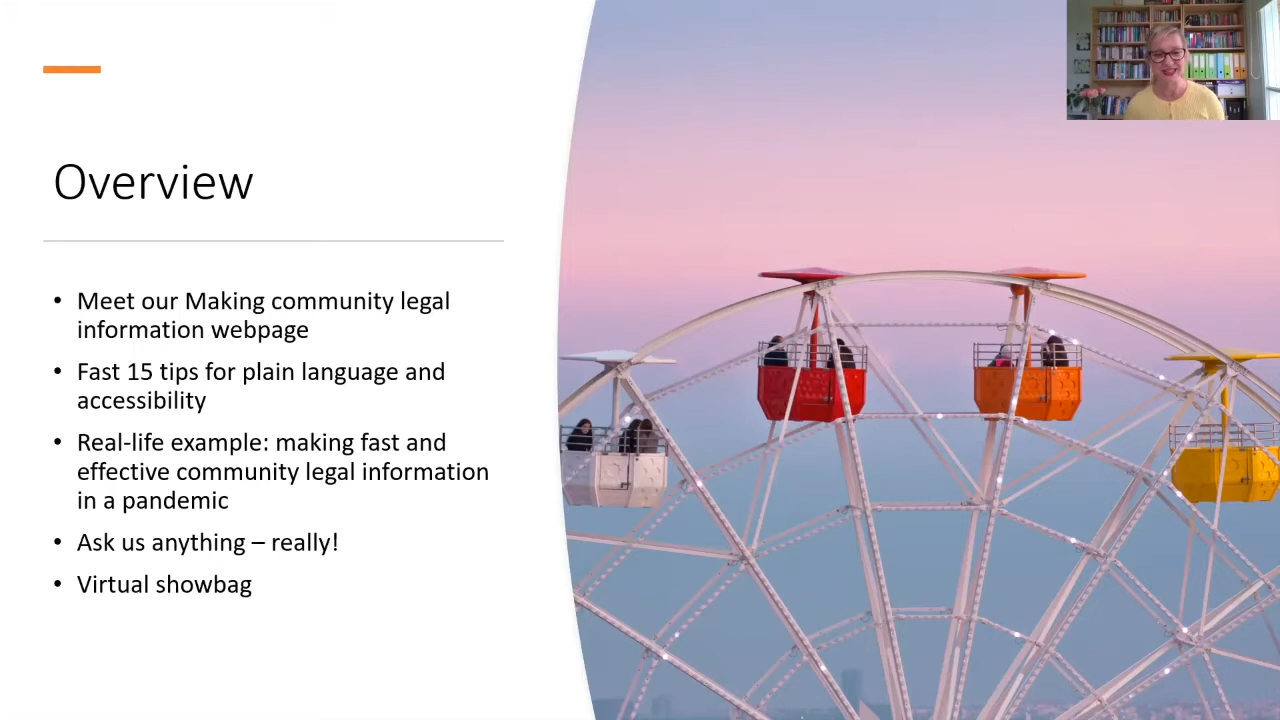 Overview
• Meet our Making community legal
information webpage
• Fast 15 tips for plain language and
accessibility
• Real-life example: making fast and
effective community legal information
in a pandemic
• Ask us anything – really!
• Virtual showbag